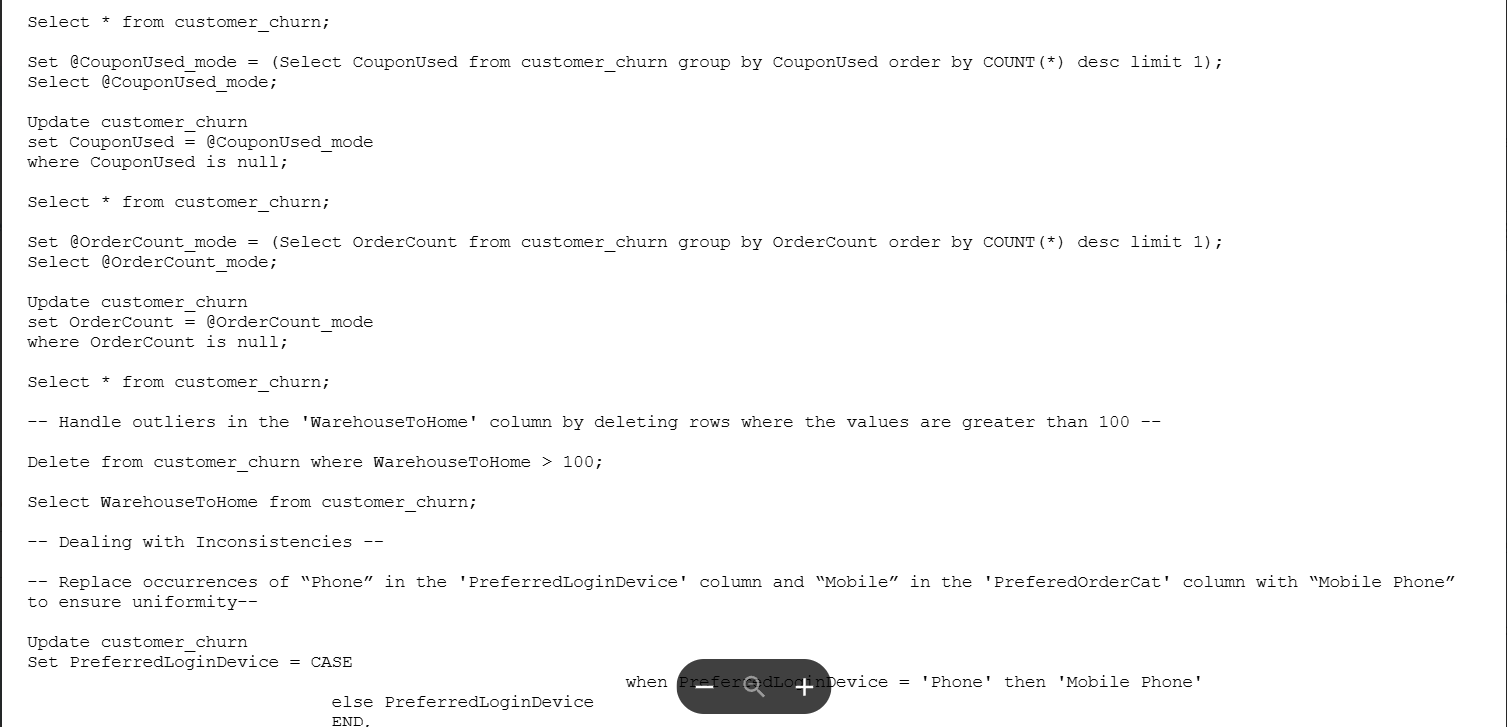 Select * from customer_churn;
Set @CouponUsed_mode = (Select CouponUsed from customer_churn group by CouponUsed order by COUNT(*) desc limit 1);
Select @CouponUsed_mode;
Update customer_churn
set CouponUsed = @CouponUsed_mode
where CouponUsed is null;
Select * from customer_churn;
Set @OrderCount_mode = (Select OrderCount from customer_churn group by OrderCount order by COUNT(*) desc limit 1);
Select @OrderCount_mode;
Update customer_churn
set OrderCount = @OrderCount_mode
where OrderCount is null;
Select * from customer_churn;
-- Handle outliers in the 'WarehouseToHome' column by deleting rows where the values are greater than 100 --
Delete from customer_churn where WarehouseToHome > 100;
Select WarehouseToHome from customer_churn;
-- Dealing with Inconsistencies --
-- Replace occurrences of “Phone” in the 'PreferredLoginDevice' column and “Mobile” in the 'PreferedOrderCat' column with “Mobile Phone”
to ensure uniformity--
Update customer_churn
Set PreferredLoginDevice = CASE
when PreferredLoginDevice = 'Phone' then 'Mobile Phone'
else PreferredLoginDevice
END,